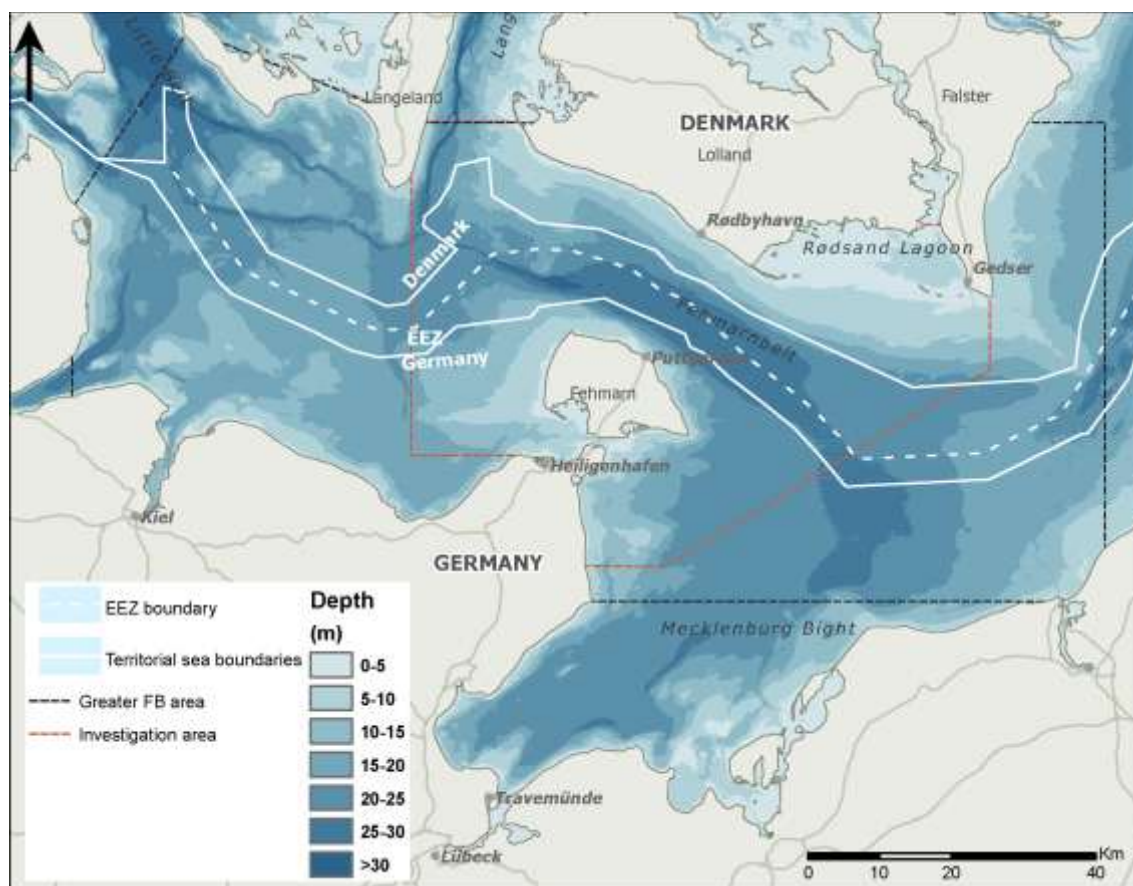 Little
Lang
Langeland
DENMARK
Lolland
Falster
Rødbyhavn
Rødsand Lagoon
Gedser
Denmark
EEZ
Germany
Fehmarnbelt
Puttgarden
Fehmarn
Heiligenhafen
Kiel
GERMANY
Mecklenburg Bight
Travemünde
Lübeck
EEZ boundary
Territorial sea boundaries
Greater FB area
Investigation area
Depth
(m)
0-5
5-10
10-15
15-20
20-25
25-30
>30
Km
0 10 20 40